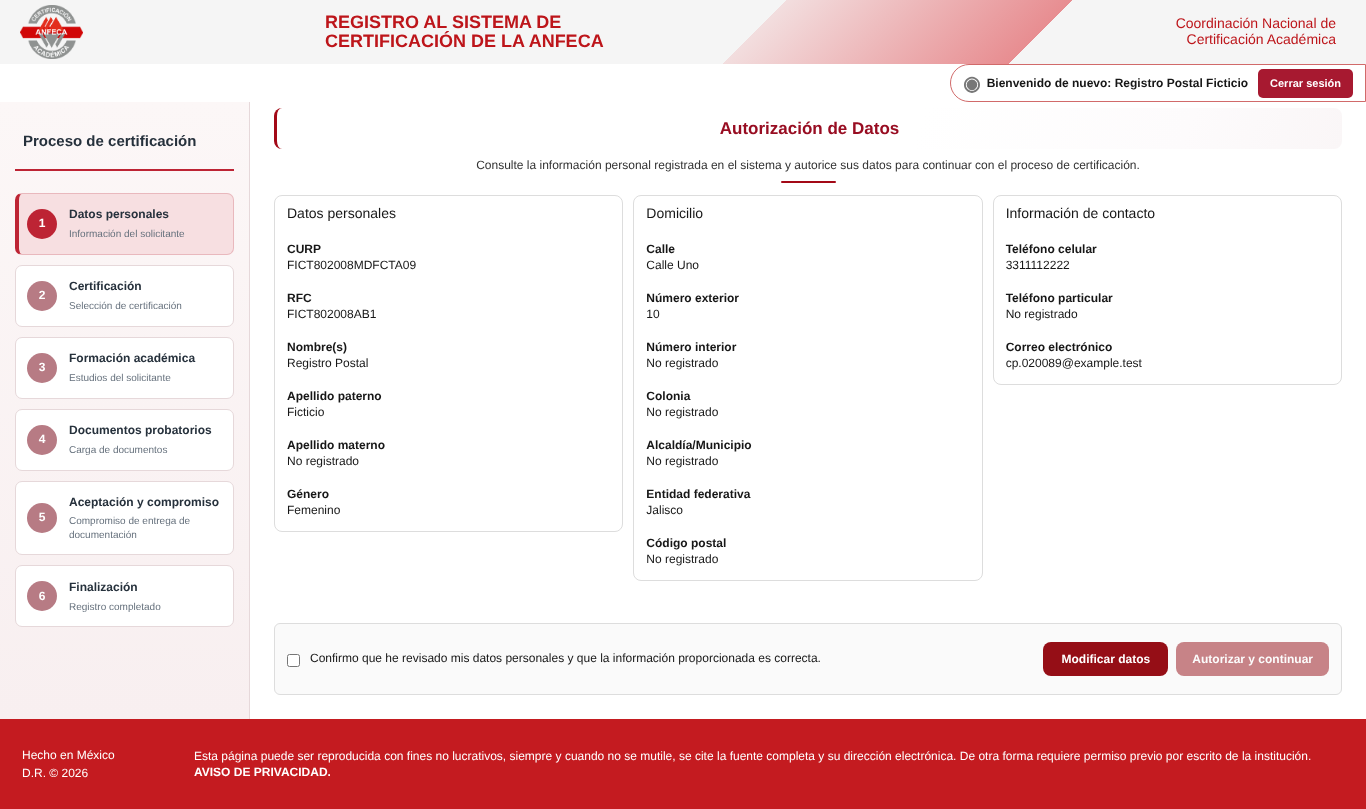 CERTIFICACIÓN
ANFECA
ACADÉMICA
REGISTRO AL SISTEMA DE
CERTIFICACIÓN DE LA ANFECA
Coordinación Nacional de
Certificación Académica
Bienvenido de nuevo: Registro Postal Ficticio
Cerrar sesión
Proceso de certificación
1
Datos personales
Información del solicitante
2
Certificación
Selección de certificación
3
Formación académica
Estudios del solicitante
4
Documentos probatorios
Carga de documentos
5
Aceptación y compromiso
Compromiso de entrega de
documentación
6
Finalización
Registro completado
Autorización de Datos
Consulte la información personal registrada en el sistema y autorice sus datos para continuar con el proceso de certificación.
Datos personales
CURP
FICT802008MDFCTA09
RFC
FICT802008AB1
Nombre(s)
Registro Postal
Apellido paterno
Ficticio
Apellido materno
No registrado
Género
Femenino
Domicilio
Calle
Calle Uno
Número exterior
10
Número interior
No registrado
Colonia
No registrado
Alcaldía/Municipio
No registrado
Entidad federativa
Jalisco
Código postal
No registrado
Información de contacto
Teléfono celular
3311112222
Teléfono particular
No registrado
Correo electrónico
cp.020089@example.test
Confirmo que he revisado mis datos personales y que la información proporcionada es correcta.
Modificar datos
Autorizar y continuar
Hecho en México
D.R. © 2026
Esta página puede ser reproducida con fines no lucrativos, siempre y cuando no se mutile, se cite la fuente completa y su dirección electrónica. De otra forma requiere permiso previo por escrito de la institución.
AVISO DE PRIVACIDAD.